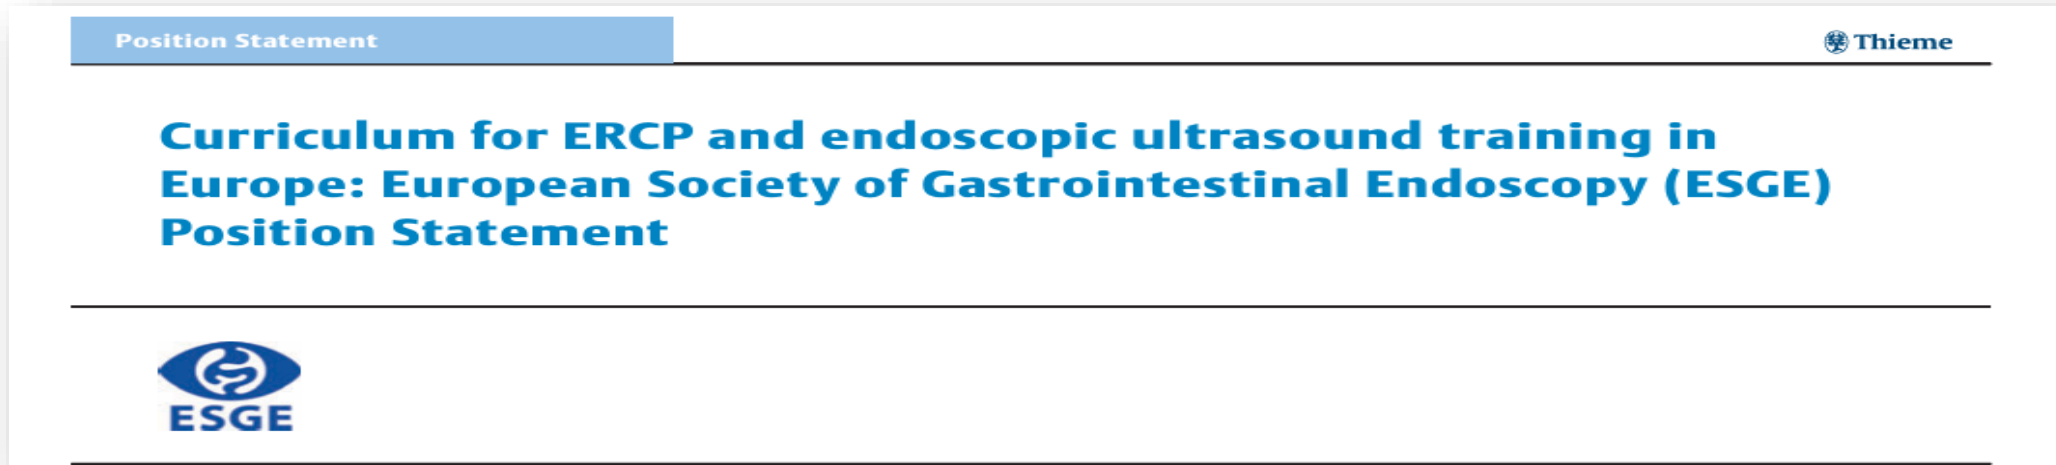 Position Statement
Thieme
Curriculum for ERCP and endoscopic ultrasound training in
Europe: European Society of Gastrointestinal Endoscopy (ESGE)
Position Statement
ESGE